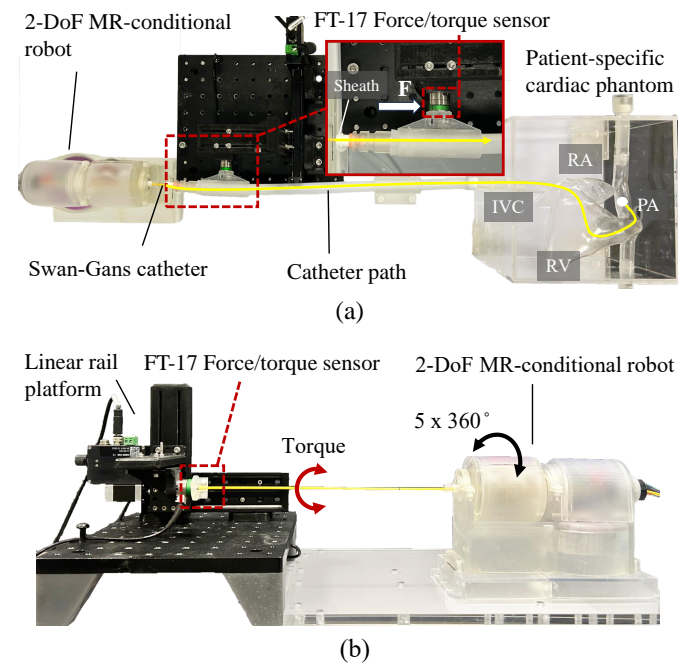 2-DoF MR-conditional
robot
FT-17 Force/torque sensor
Patient-specific
cardiac phantom
Sheath
F
RA
IVC
PA
RV
Swan-Gans catheter
Catheter path
(a)
Linear rail
platform
FT-17 Force/torque sensor
2-DoF MR-conditional robot
5 x 360°
Torque
(b)